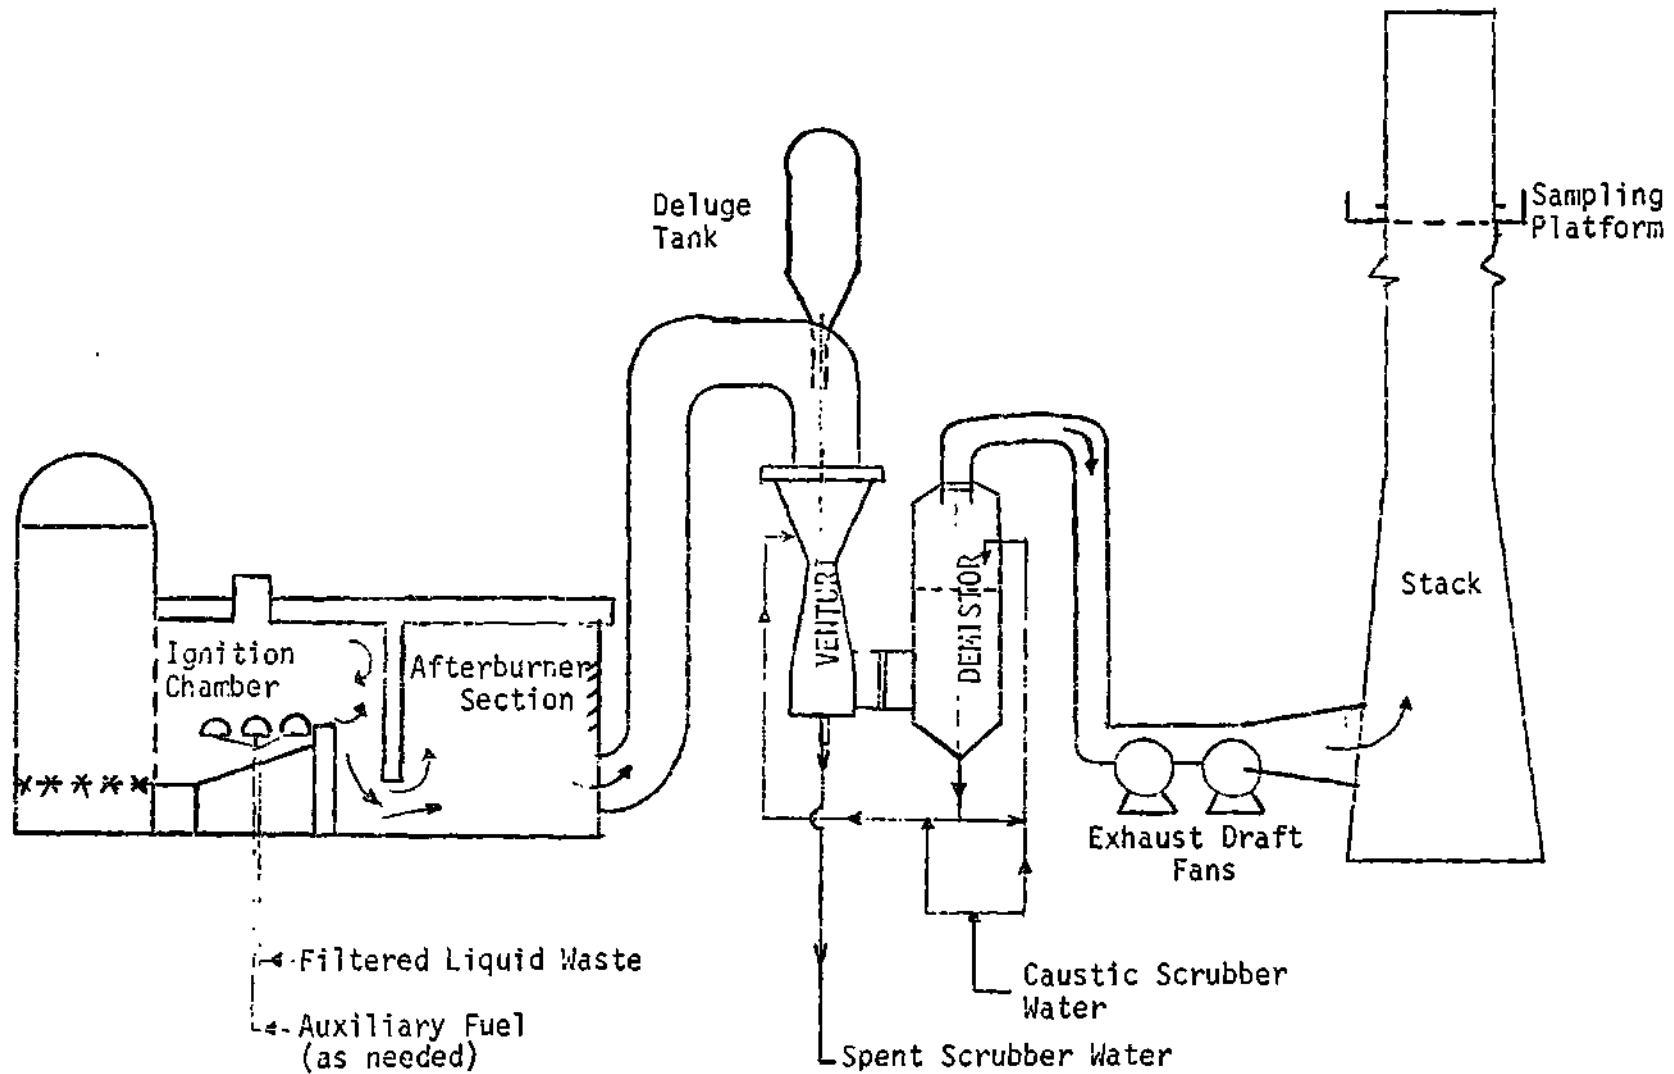 Deluge
Tank
Sampling
Platform
VENTURI
DEMISTOR
Stack
Ignition
Chamber
Afterburner
Section
Exhaust Draft
Fans
Filtered Liquid Waste
Caustic Scrubber
Water
Auxiliary Fuel
(as needed)
Spent Scrubber Water